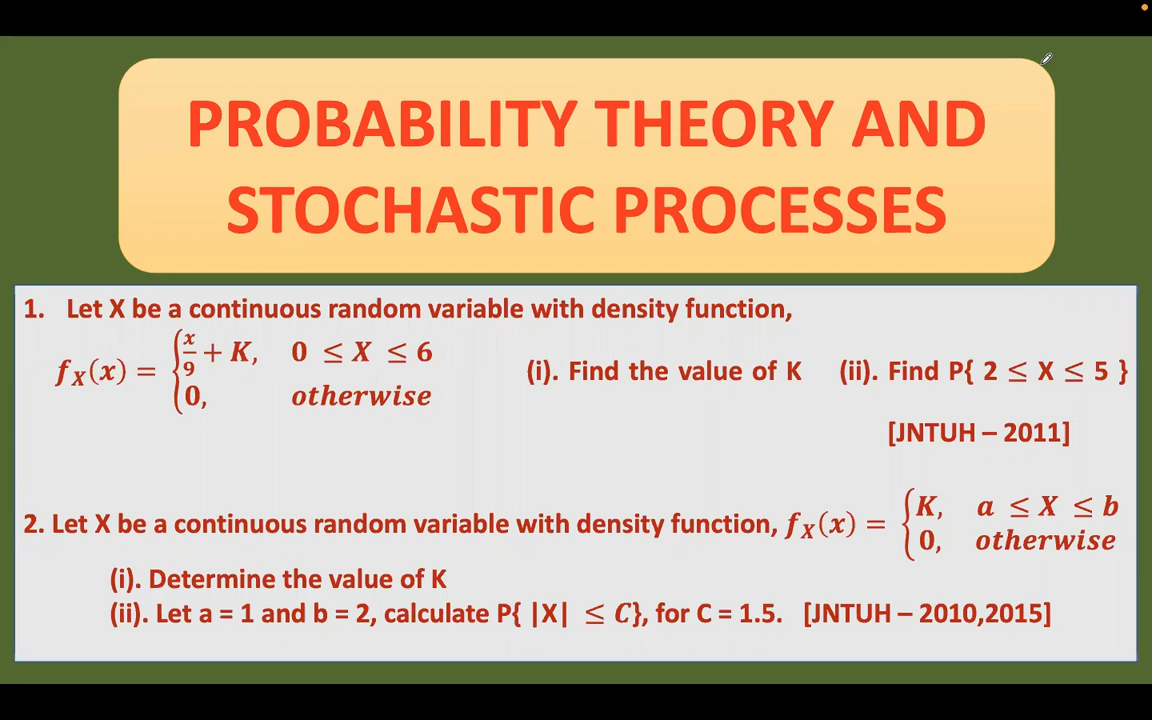 PROBABILITY THEORY AND
STOCHASTIC PROCESSES
1. Let X be a continuous random variable with density function,
f_X(x) = { x/9 + K, 0 ≤ X ≤ 6
0, otherwise
(i). Find the value of K (ii). Find P{ 2 ≤ X ≤ 5 }
[JNTUH – 2011]
2. Let X be a continuous random variable with density function, f_X(x) = { K, a ≤ X ≤ b
0, otherwise
(i). Determine the value of K
(ii). Let a = 1 and b = 2, calculate P{ |X| ≤ C}, for C = 1.5. [JNTUH – 2010,2015]